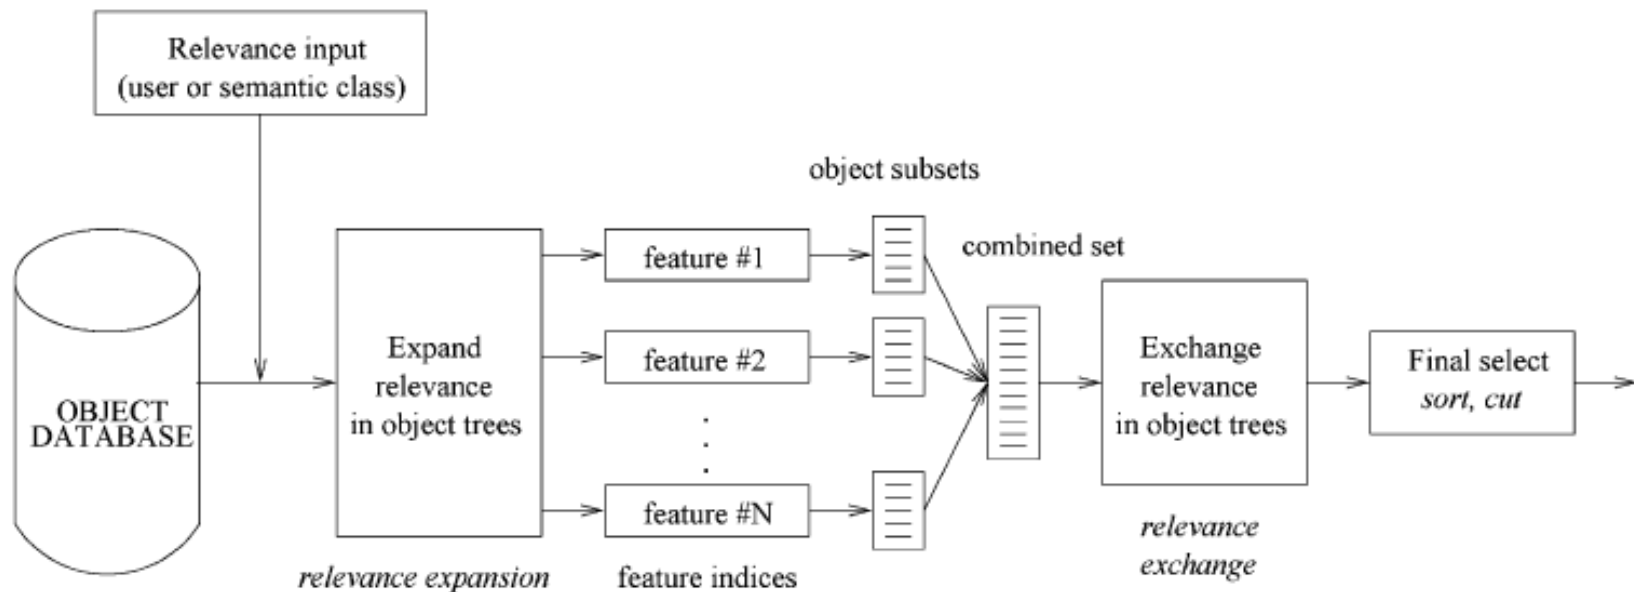 Relevance input
(user or semantic class)
object subsets
combined set
feature #1
feature #2
.
.
.
feature #N
Expand
relevance
in object trees
Exchange
relevance
in object trees
Final select
sort, cut
OBJECT
DATABASE
relevance expansion
feature indices
relevance
exchange